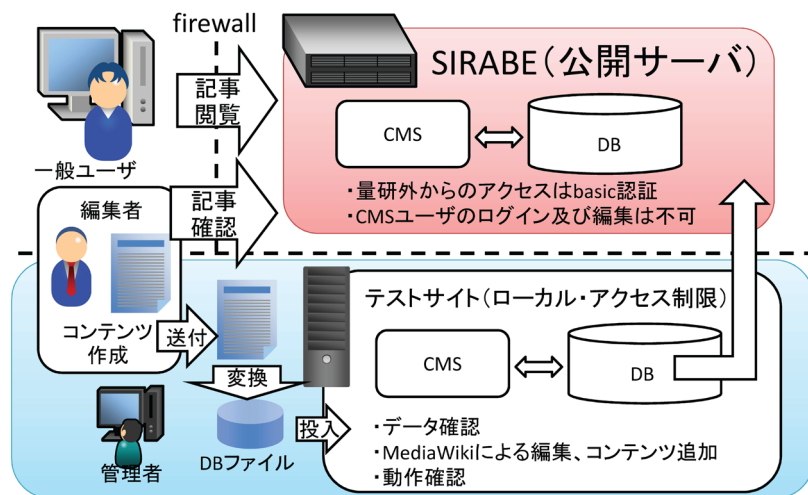 firewall
SIRABE(公開サーバ)
記事
閲覧
CMS
DB
一般ユーザ
・量研外からのアクセスはbasic認証
・CMSユーザのログイン及び編集は不可
編集者
記事
確認
コンテンツ
作成
送付
テストサイト(ローカル・アクセス制限)
CMS
DB
変換
管理者
DBファイル
投入
・データ確認
・MediaWikiによる編集、コンテンツ追加
・動作確認